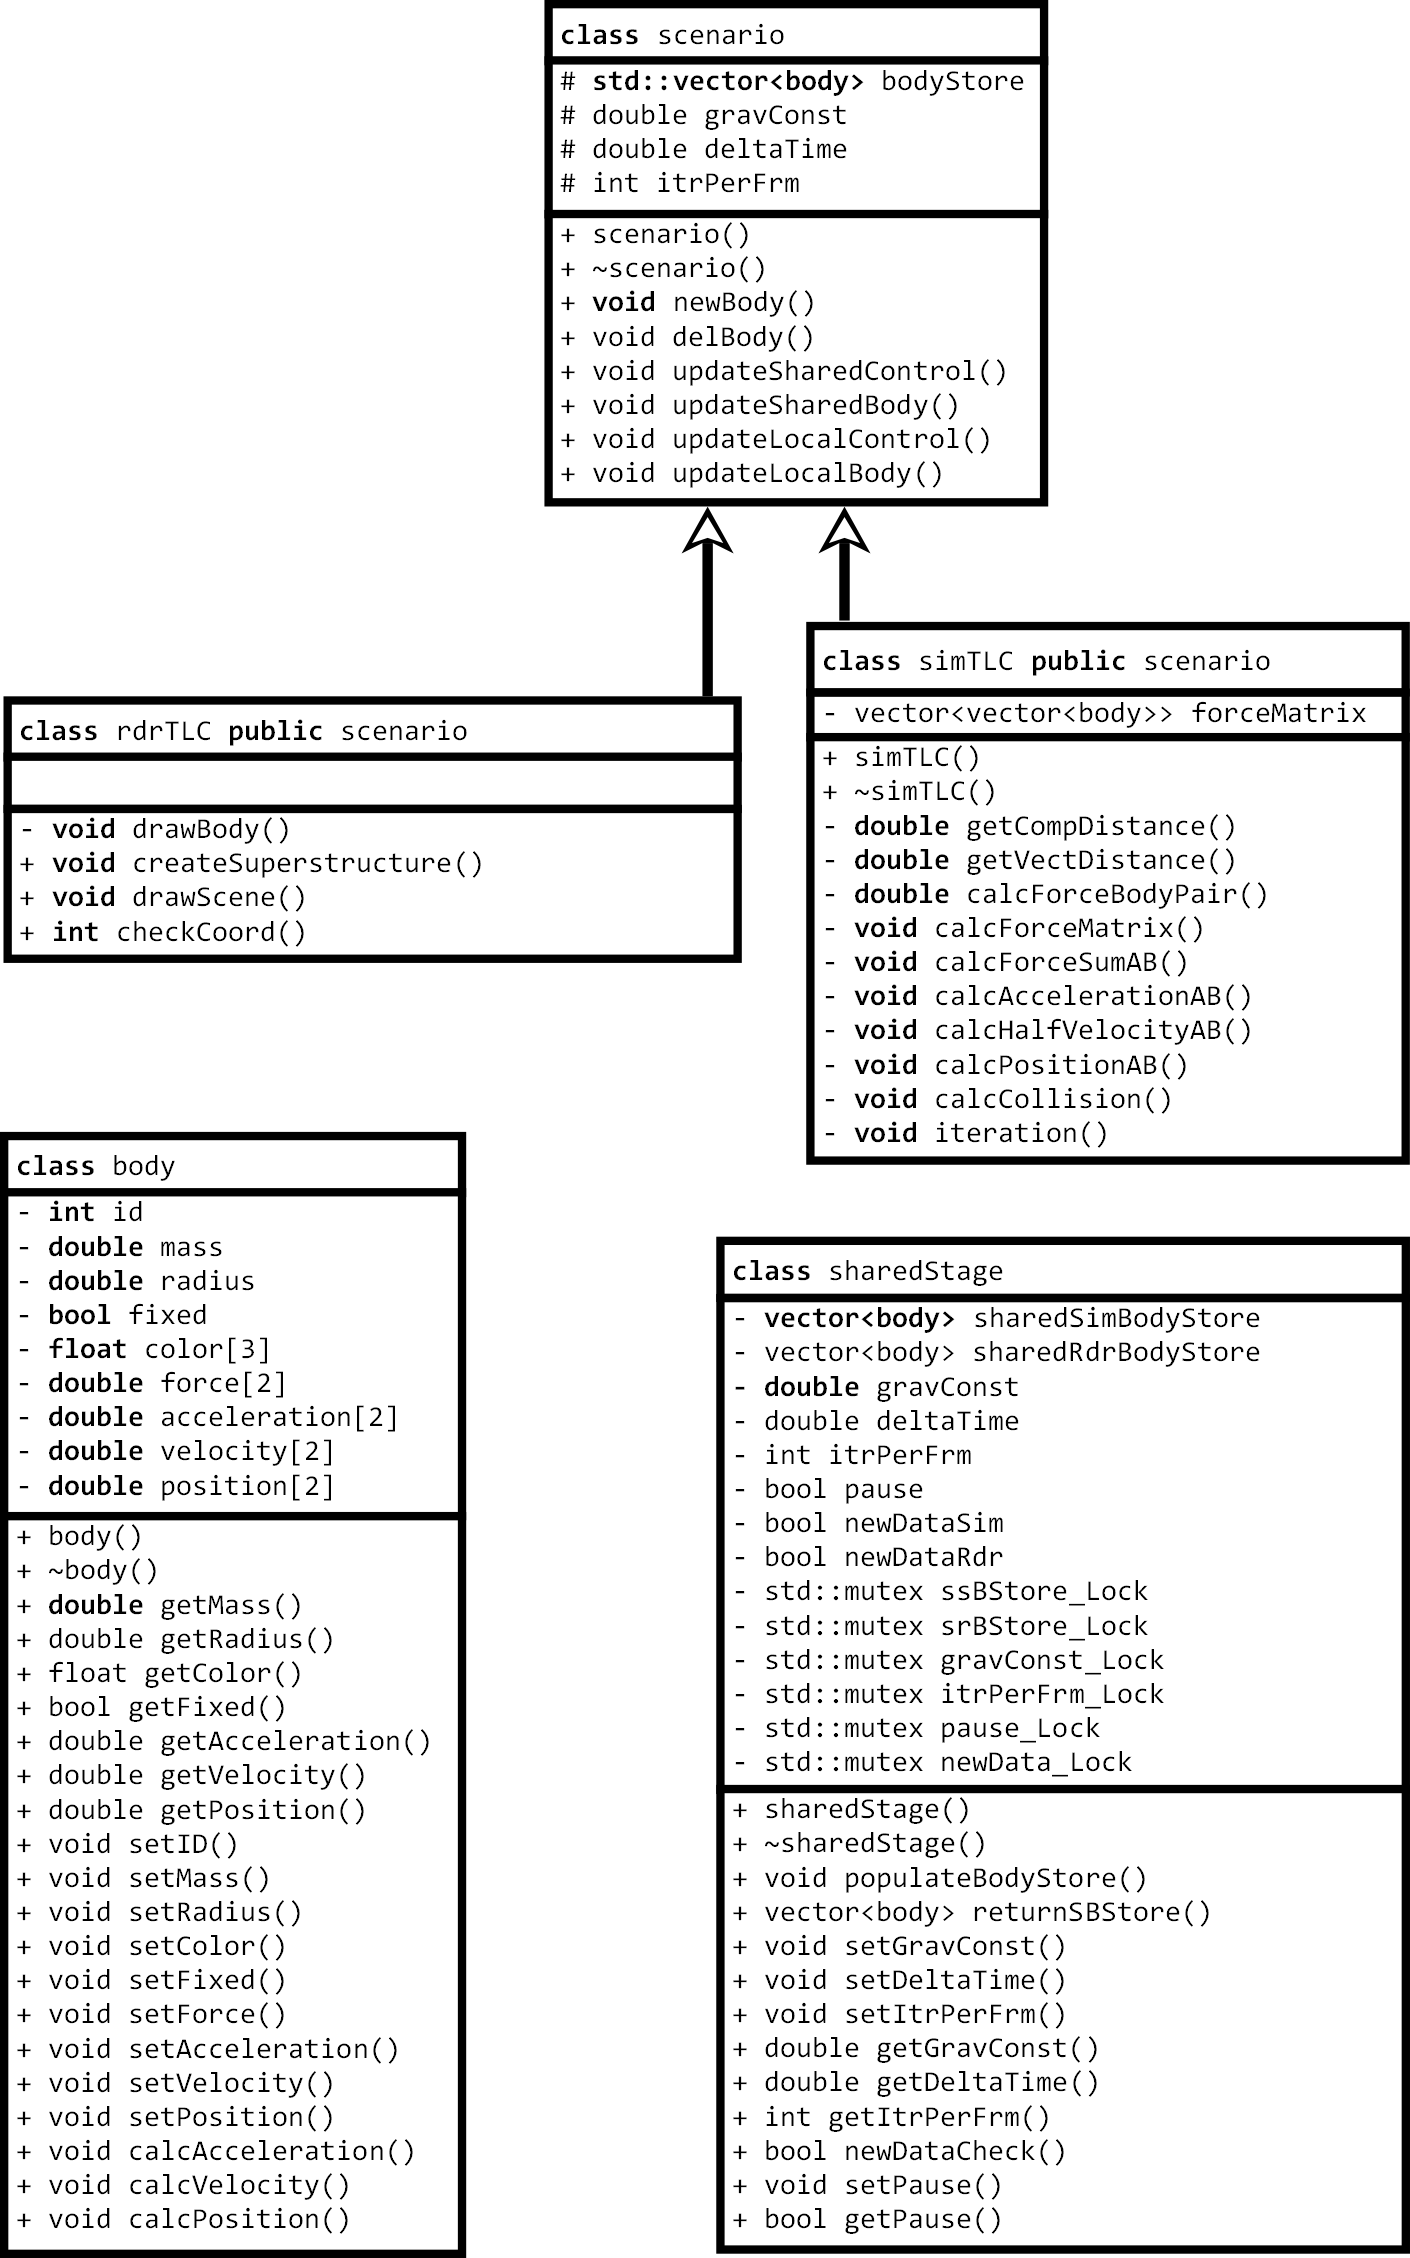 class scenario
# std::vector<body> bodyStore
# double gravConst
# double deltaTime
# int itrPerFrm
+ scenario()
+ ~scenario()
+ void newBody()
+ void delBody()
+ void updateSharedControl()
+ void updateSharedBody()
+ void updateLocalControl()
+ void updateLocalBody()
class rdrTLC public scenario
- void drawBody()
+ void createSuperstructure()
+ void drawScene()
+ int checkCoord()
class simTLC public scenario
- vector<vector<body>> forceMatrix
+ simTLC()
+ ~simTLC()
- double getCompDistance()
- double getVectDistance()
- double calcForceBodyPair()
- void calcForceMatrix()
- void calcForceSumAB()
- void calcAccelerationAB()
- void calcHalfVelocityAB()
- void calcPositionAB()
- void calcCollision()
- void iteration()
class body
- int id
- double mass
- double radius
- bool fixed
- float color[3]
- double force[2]
- double acceleration[2]
- double velocity[2]
- double position[2]
+ body()
+ ~body()
+ double getMass()
+ double getRadius()
+ float getColor()
+ bool getFixed()
+ double getAcceleration()
+ double getVelocity()
+ double getPosition()
+ void setID()
+ void setMass()
+ void setRadius()
+ void setColor()
+ void setFixed()
+ void setForce()
+ void setAcceleration()
+ void setVelocity()
+ void setPosition()
+ void calcAcceleration()
+ void calcVelocity()
+ void calcPosition()
class sharedStage
- vector<body> sharedSimBodyStore
- vector<body> sharedRdrBodyStore
- double gravConst
- double deltaTime
- int itrPerFrm
- bool pause
- bool newDataSim
- bool newDataRdr
- std::mutex ssBStore_Lock
- std::mutex srBStore_Lock
- std::mutex gravConst_Lock
- std::mutex itrPerFrm_Lock
- std::mutex pause_Lock
- std::mutex newData_Lock
+ sharedStage()
+ ~sharedStage()
+ void populateBodyStore()
+ vector<body> returnSBStore()
+ void setGravConst()
+ void setDeltaTime()
+ void setItrPerFrm()
+ double getGravConst()
+ double getDeltaTime()
+ int getItrPerFrm()
+ bool newDataCheck()
+ void setPause()
+ bool getPause()